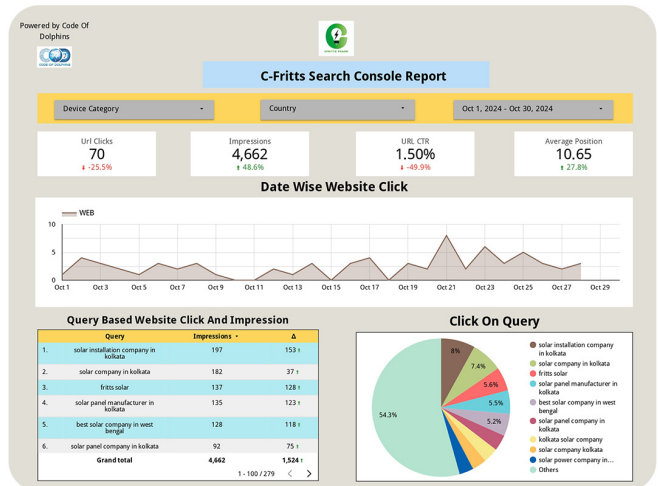 Powered by Code Of
Dolphins
CODE OF DOLPHINS
C-Fritts Search Console Report
Device Category
Country
Oct 1, 2024 - Oct 30, 2024
Url Clicks
70
-25.5%
Impressions
4,662
48.6%
URL CTR
1.50%
-49.9%
Average Position
10.65
27.8%
Date Wise Website Click
WEB
10
5
0
Oct 1 Oct 3 Oct 5 Oct 7 Oct 9 Oct 11 Oct 13 Oct 15 Oct 17 Oct 19 Oct 21 Oct 23 Oct 25 Oct 27 Oct 29
Query Based Website Click And Impression
Query Impressions Δ
1. solar installation company in
kolkata 197 153
2. solar company in kolkata 182 37
3. fritts solar 137 128
4. solar panel manufacturer in
kolkata 135 123
5. best solar company in west
bengal 128 118
6. solar panel company in kolkata 92 75
Grand total 4,662 1,524
1 - 100 / 279
Click On Query
8%
7.4%
5.6%
5.5%
5.2%
54.3%
solar installation company
in kolkata
solar company in kolkata
fritts solar
solar panel manufacturer in
kolkata
best solar company in west
bengal
solar panel company in
kolkata
kolkata solar company
solar company kolkata
solar power company in…
Others